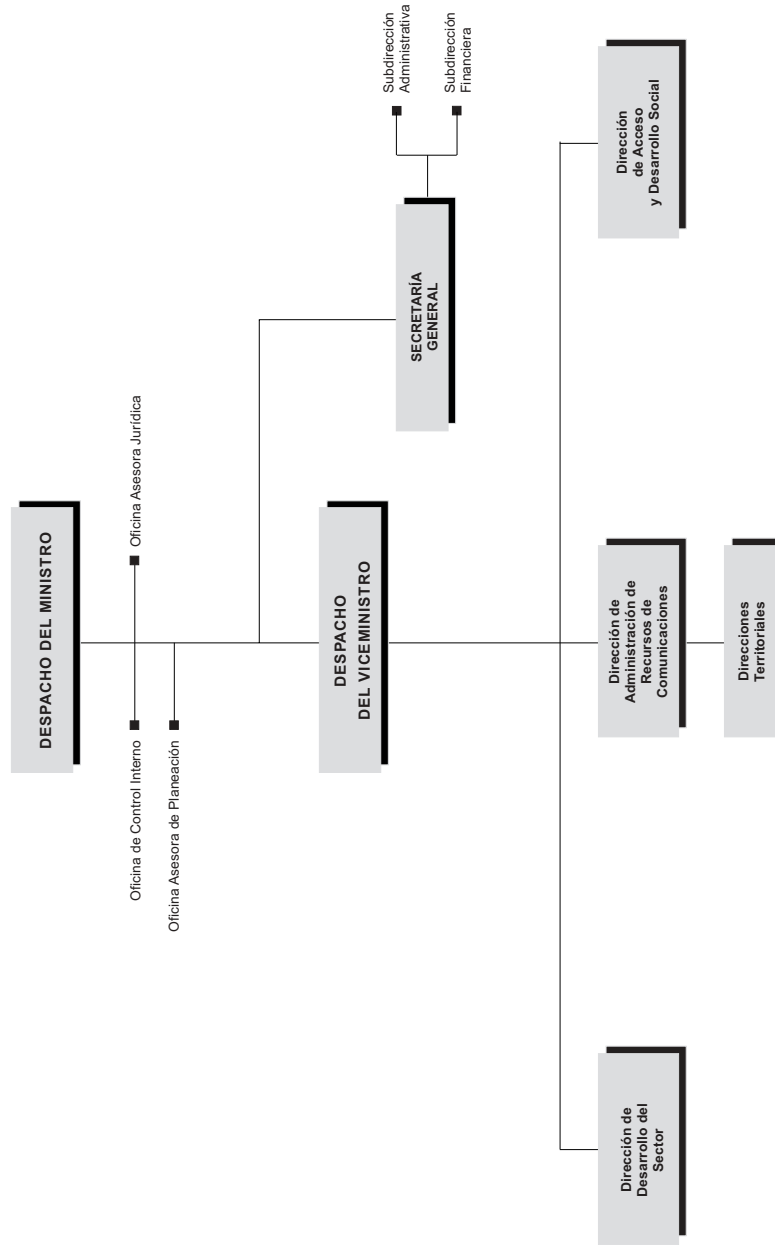 DESPACHO DEL MINISTRO
Oficina de Control Interno
Oficina Asesora Jurídica
Oficina Asesora de Planeación
DESPACHO
DEL VICEMINISTRO
SECRETARÍA
GENERAL
Subdirección
Administrativa
Subdirección
Financiera
Dirección de
Desarrollo del
Sector
Dirección de
Administración de
Recursos de
Comunicaciones
Dirección
de Acceso
y Desarrollo Social
Direcciones
Territoriales